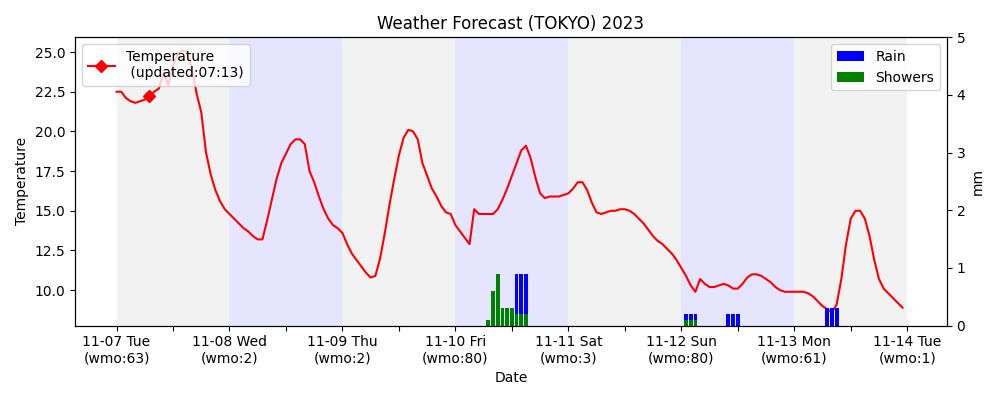 Weather Forecast (TOKYO) 2023
Temperature
(updated:07:13)
Rain
Showers
Temperature
25.0
22.5
20.0
17.5
15.0
12.5
10.0
5
4
3
2
1
0
mm
11-07 Tue
(wmo:63)
11-08 Wed
(wmo:2)
11-09 Thu
(wmo:2)
11-10 Fri
(wmo:80)
11-11 Sat
(wmo:3)
11-12 Sun
(wmo:80)
11-13 Mon
(wmo:61)
11-14 Tue
(wmo:1)
Date